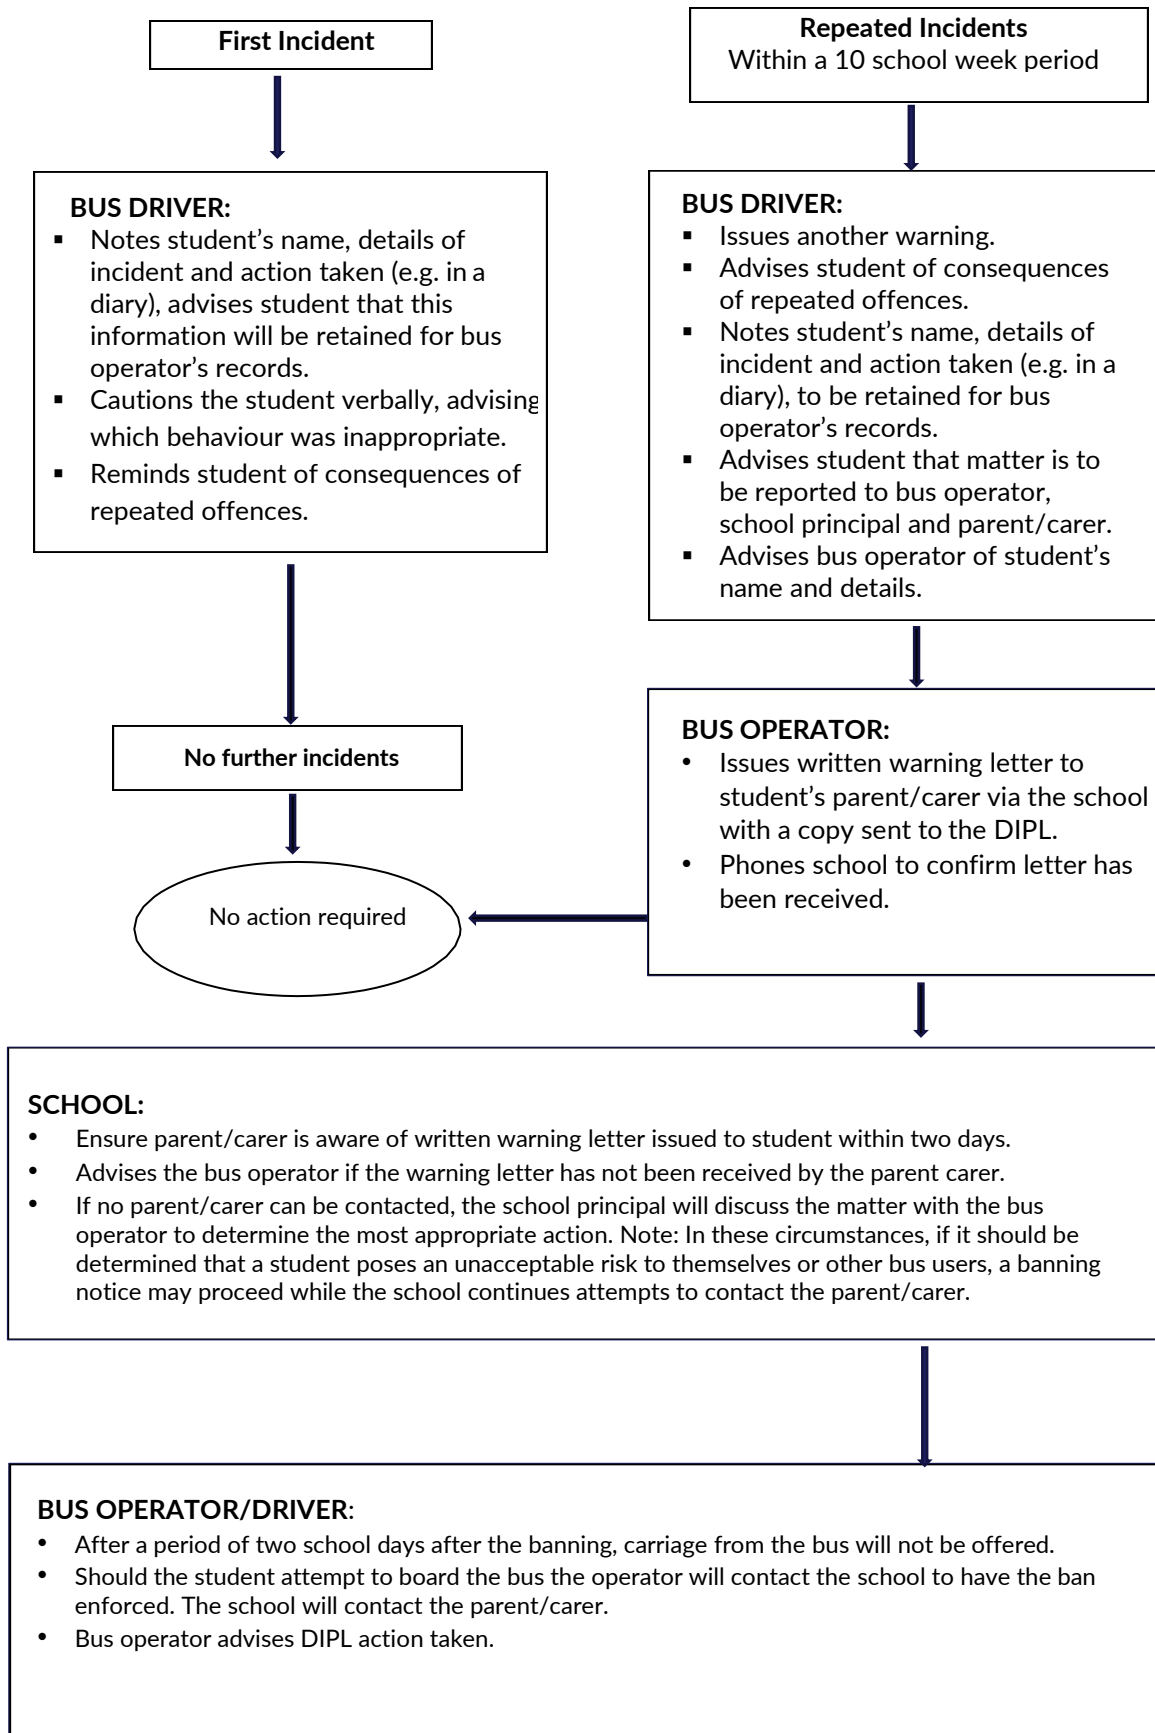 First Incident
BUS DRIVER:
▪ Notes student’s name, details of
incident and action taken (e.g. in a
diary), advises student that this
information will be retained for bus
operator’s records.
▪ Cautions the student verbally, advising
which behaviour was inappropriate.
▪ Reminds student of consequences of
repeated offences.
No further incidents
No action required
Repeated Incidents
Within a 10 school week period
BUS DRIVER:
▪ Issues another warning.
▪ Advises student of consequences
of repeated offences.
▪ Notes student’s name, details of
incident and action taken (e.g. in a
diary), to be retained for bus
operator’s records.
▪ Advises student that matter is to
be reported to bus operator,
school principal and parent/carer.
▪ Advises bus operator of student’s
name and details.
BUS OPERATOR:
• Issues written warning letter to
student’s parent/carer via the school
with a copy sent to the DIPL.
• Phones school to confirm letter has
been received.
SCHOOL:
• Ensure parent/carer is aware of written warning letter issued to student within two days.
• Advises the bus operator if the warning letter has not been received by the parent carer.
• If no parent/carer can be contacted, the school principal will discuss the matter with the bus
operator to determine the most appropriate action. Note: In these circumstances, if it should be
determined that a student poses an unacceptable risk to themselves or other bus users, a banning
notice may proceed while the school continues attempts to contact the parent/carer.
BUS OPERATOR/DRIVER:
• After a period of two school days after the banning, carriage from the bus will not be offered.
• Should the student attempt to board the bus the operator will contact the school to have the ban
enforced. The school will contact the parent/carer.
• Bus operator advises DIPL action taken.